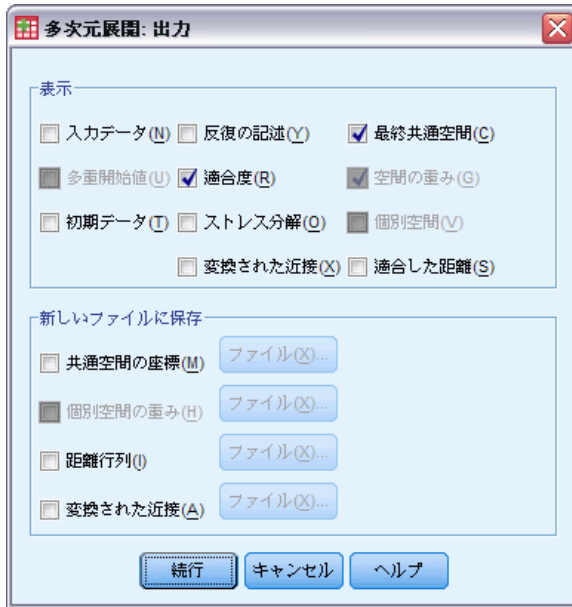 多次元展開: 出力
表示
入力データ(N) 反復の記述(Y) 最終共通空間(C)
多重開始値(U) 適合度(R) 空間の重み(G)
初期データ(T) ストレス分解(O) 個別空間(V)
変換された近接(X) 適合した距離(S)
新しいファイルに保存
共通空間の座標(M) ファイル(X)...
個別空間の重み(H) ファイル(X)...
距離行列(I) ファイル(X)...
変換された近接(A) ファイル(X)...
続行 キャンセル ヘルプ